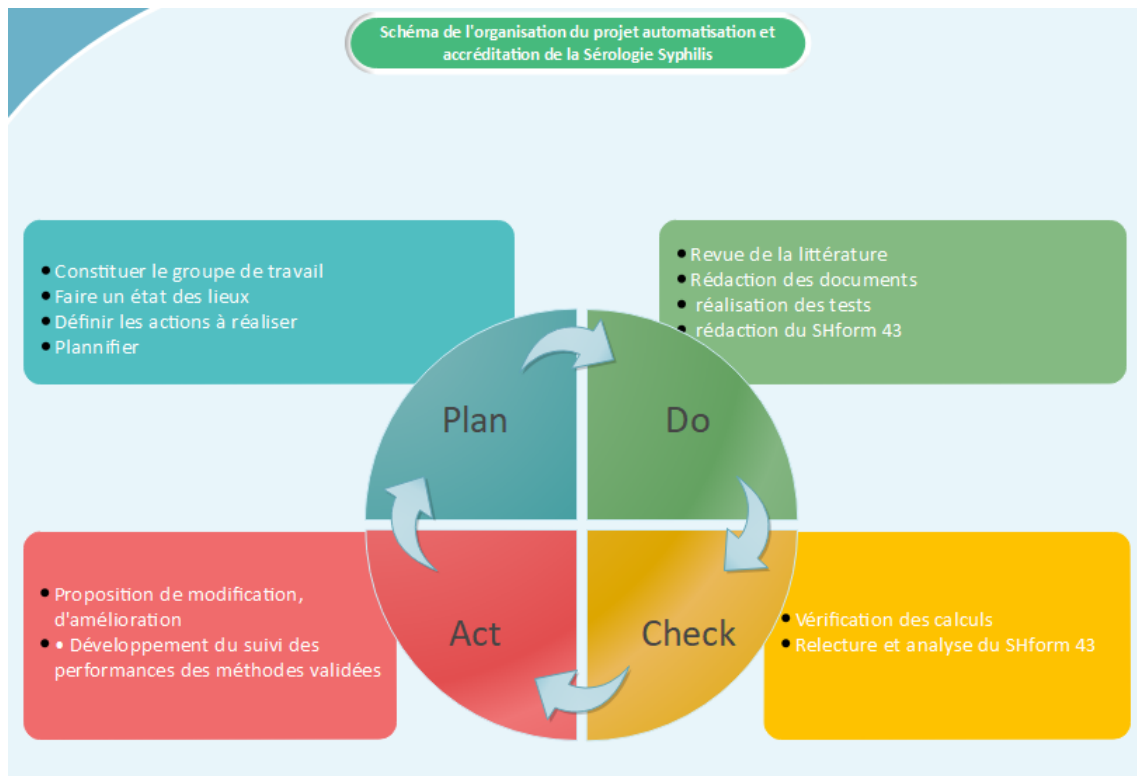 Schéma de l'organisation du projet automatisation et
accréditation de la Sérologie Syphilis
• Constituer le groupe de travail
• Faire un état des lieux
• Définir les actions à réaliser
• Plannifier
• Revue de la littérature
• Rédaction des documents
• réalisation des tests
• rédaction du SHform 43
Plan
Do
Act
Check
• Proposition de modification,
d'amélioration
• • Développement du suivi des
performances des méthodes validées
• Vérification des calculs
• Relecture et analyse du SHform 43